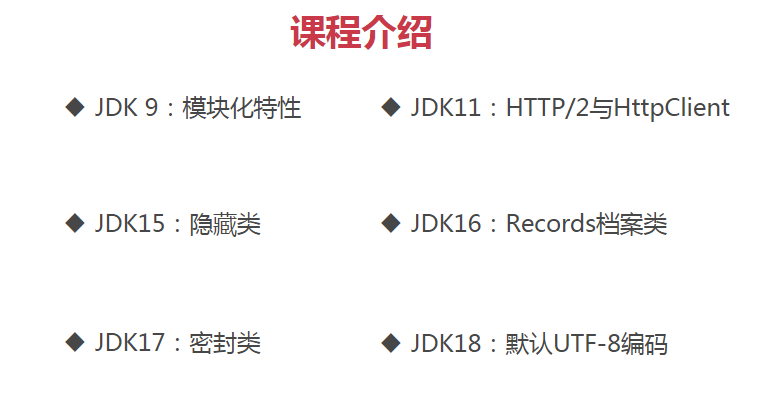 课程介绍
◆ JDK 9：模块化特性
◆ JDK11：HTTP/2与HttpClient
◆ JDK15：隐藏类
◆ JDK16：Records档案类
◆ JDK17：密封类
◆ JDK18：默认UTF-8编码